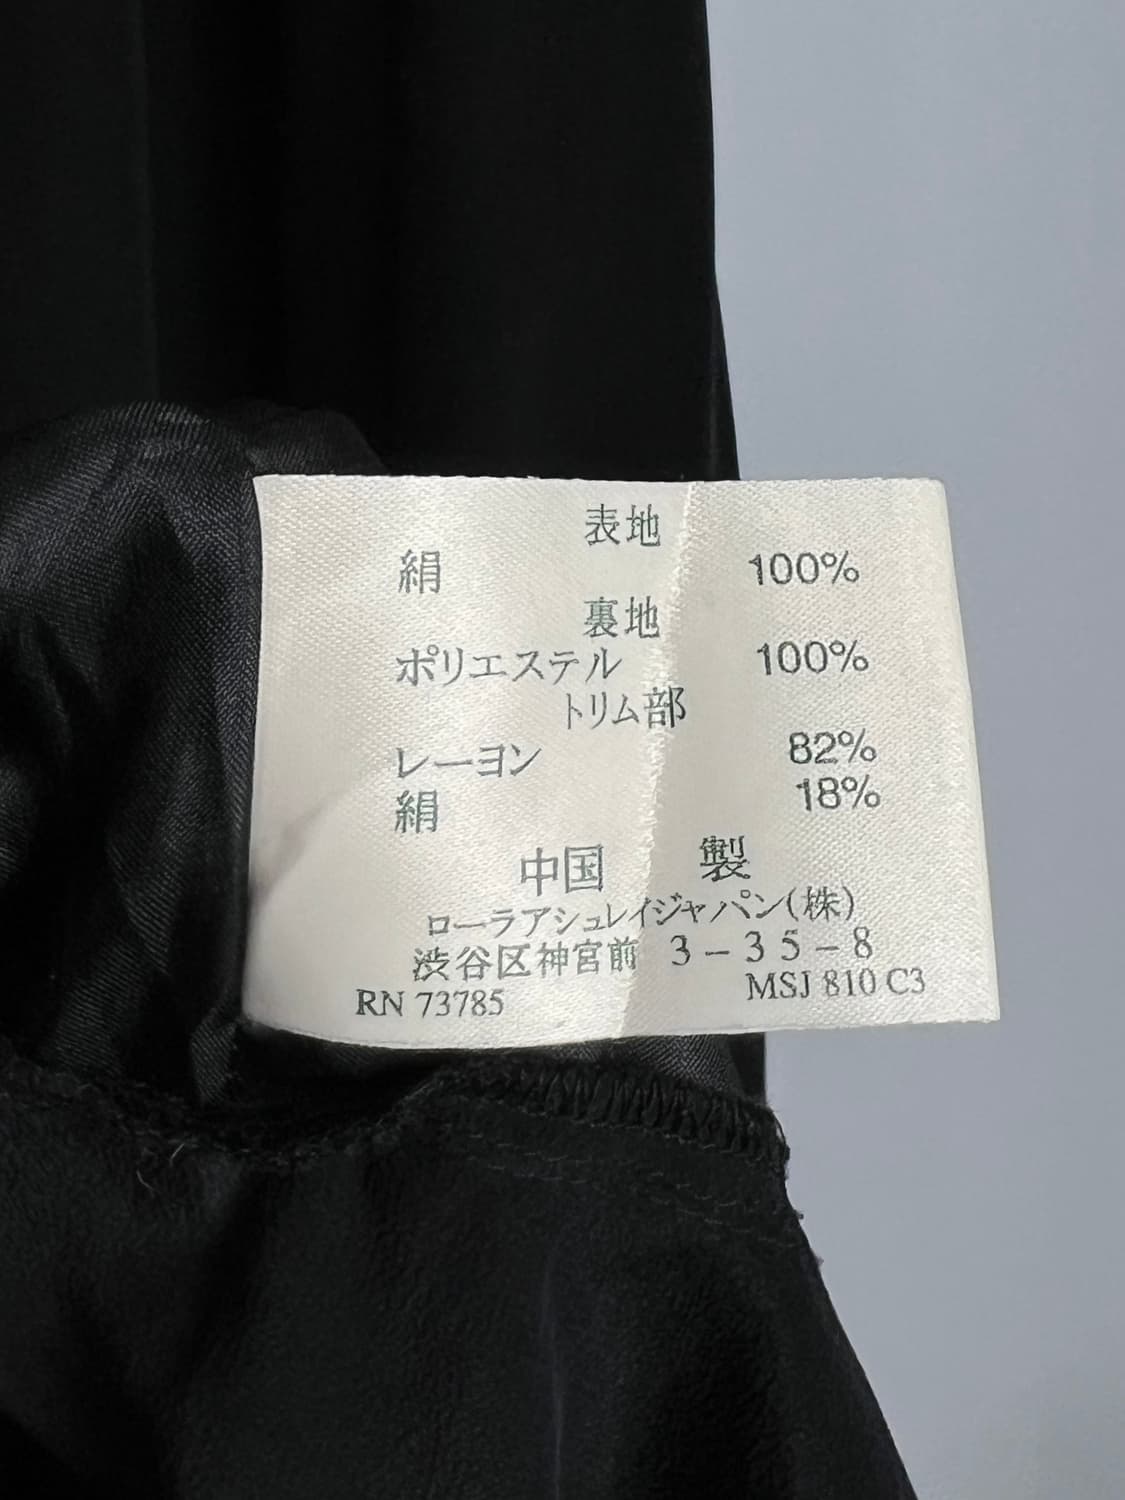 表地
絹 100%
裏地
ポリエステル 100%
トリム部
レーヨン 82%
絹 18%
中国 製
ローラアシュレイジャパン(株)
渋谷区神宮前 3-35-8
RN 73785 MSJ 810 C3